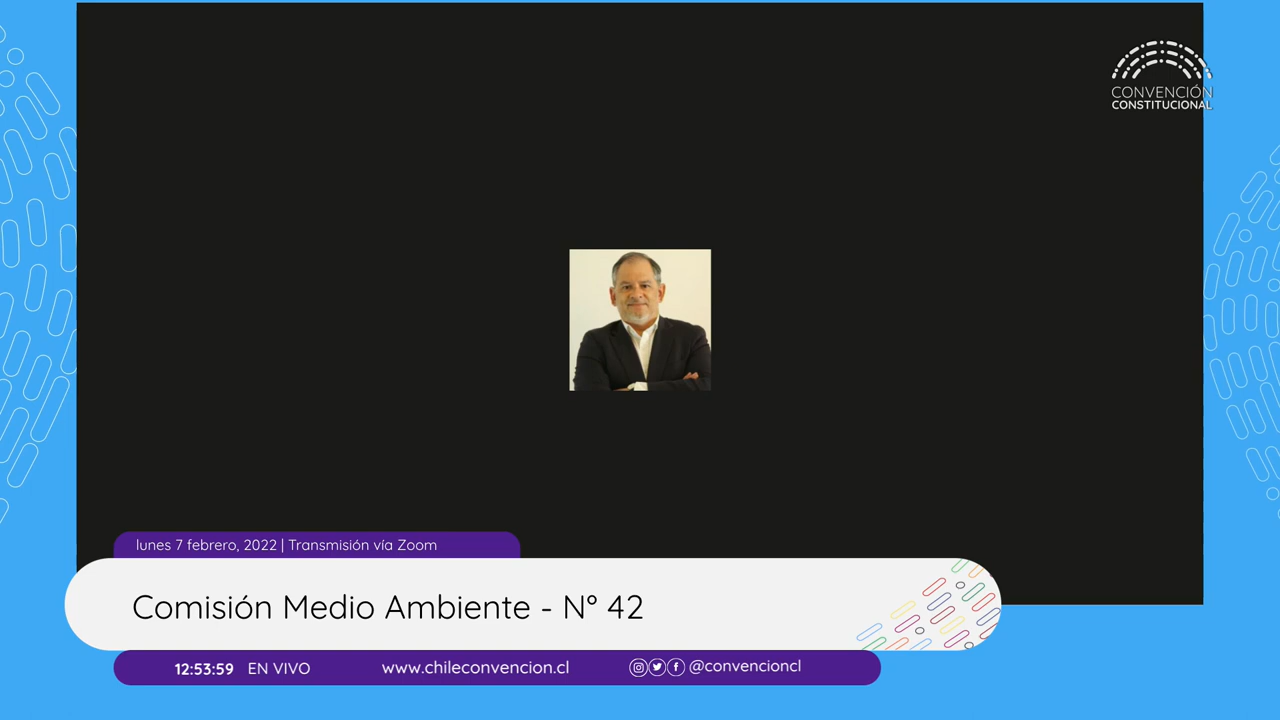 CONVENCIÓN
CONSTITUCIONAL
lunes 7 febrero, 2022 | Transmisión vía Zoom
Comisión Medio Ambiente - N° 42
12:53:59 EN VIVO www.chileconvencion.cl @convencioncl